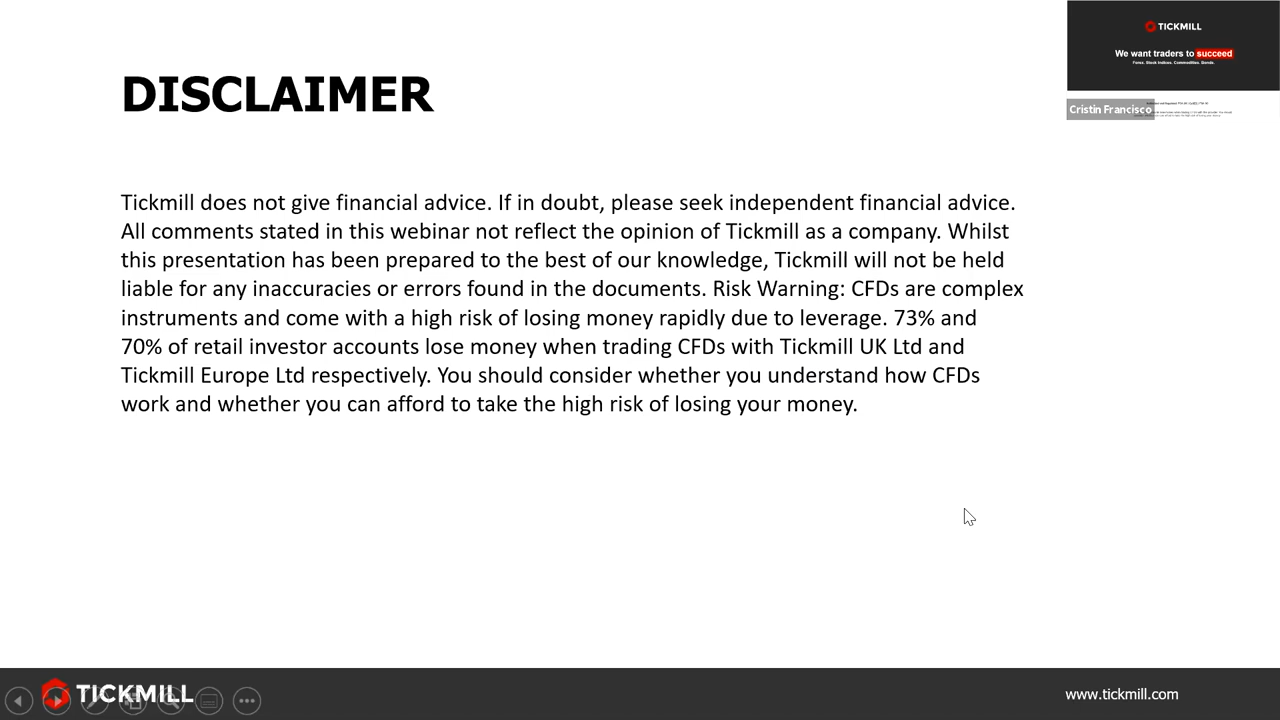 TICKMILL
We want traders to succeed
Forex. Stock Indices. Commodities. Bonds.
DISCLAIMER
Cristin Francisco
Tickmill does not give financial advice. If in doubt, please seek independent financial advice.
All comments stated in this webinar not reflect the opinion of Tickmill as a company. Whilst
this presentation has been prepared to the best of our knowledge, Tickmill will not be held
liable for any inaccuracies or errors found in the documents. Risk Warning: CFDs are complex
instruments and come with a high risk of losing money rapidly due to leverage. 73% and
70% of retail investor accounts lose money when trading CFDs with Tickmill UK Ltd and
Tickmill Europe Ltd respectively. You should consider whether you understand how CFDs
work and whether you can afford to take the high risk of losing your money.
TICKMILL
www.tickmill.com